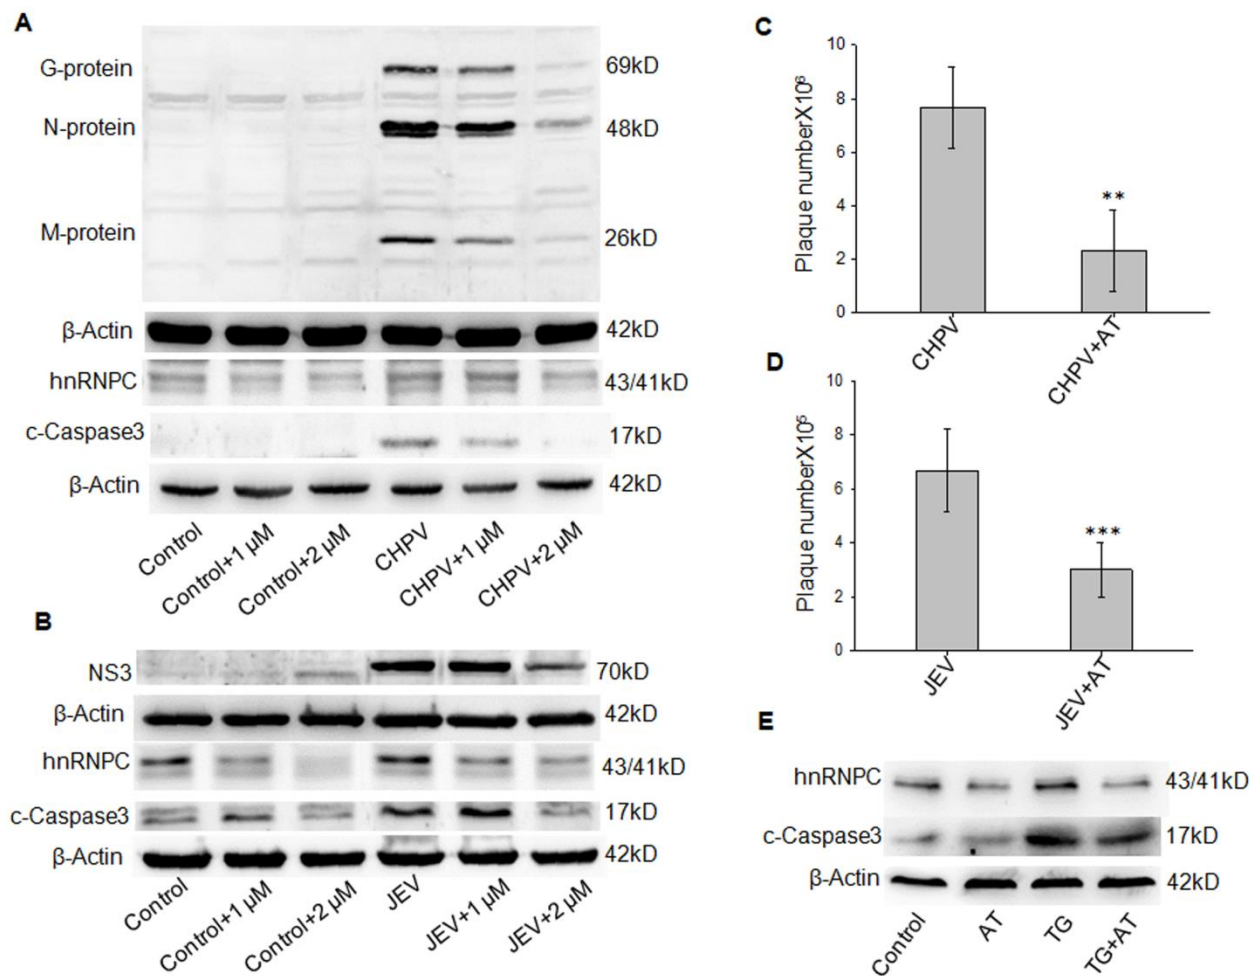 A
G-protein 69kD
N-protein 48kD
M-protein 26kD
β-Actin 42kD
hnRNPC 43/41kD
c-Caspase3 17kD
β-Actin 42kD
Control Control+1 μM Control+2 μM CHPV CHPV+1 μM CHPV+2 μM
B
NS3 70kD
β-Actin 42kD
hnRNPC 43/41kD
c-Caspase3 17kD
β-Actin 42kD
Control Control+1 μM Control+2 μM JEV JEV+1 μM JEV+2 μM
C
Plaque numberX10⁶
10
8
6
4
2
0
**
CHPV CHPV+AT
D
Plaque numberX10⁵
10
8
6
4
2
0
***
JEV JEV+AT
E
hnRNPC 43/41kD
c-Caspase3 17kD
β-Actin 42kD
Control AT TG TG+AT